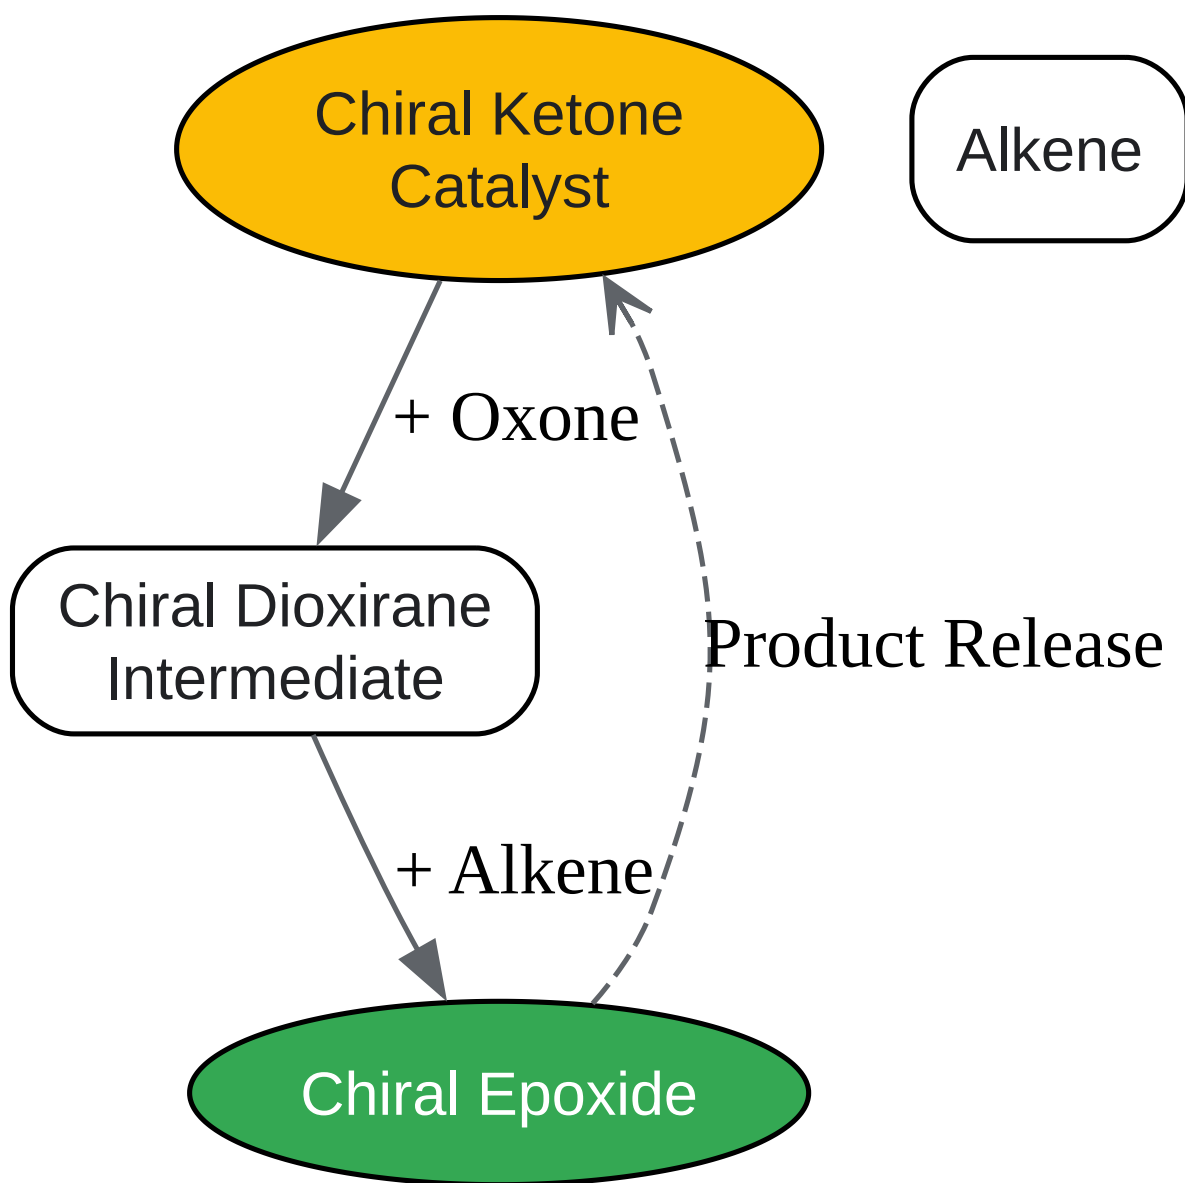 Chiral Ketone
Catalyst
Alkene
+ Oxone
Chiral Dioxirane
Intermediate
Product Release
+ Alkene
Chiral Epoxide